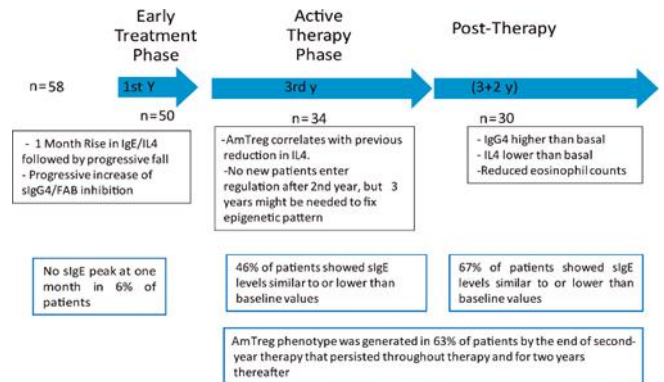 Early
Treatment
Phase
Active
Therapy
Phase
Post-Therapy
n=58
1st Y
3rd y
(3+2 y)
n=50
n=34
n=30
- 1 Month Rise in IgE/IL4
followed by progressive fall
- Progressive increase of
sIgG4/FAB inhibition
-AmTreg correlates with previous
reduction in IL4.
-No new patients enter
regulation after 2nd year, but 3
years might be needed to fix
epigenetic pattern
- IgG4 higher than basal
- IL4 lower than basal
-Reduced eosinophil counts
No sIgE peak at one
month in 6% of
patients
46% of patients showed sIgE
levels similar to or lower than
baseline values
67% of patients showed sIgE
levels similar to or lower than
baseline values
AmTreg phenotype was generated in 63% of patients by the end of second-
year therapy that persisted throughout therapy and for two years
thereafter